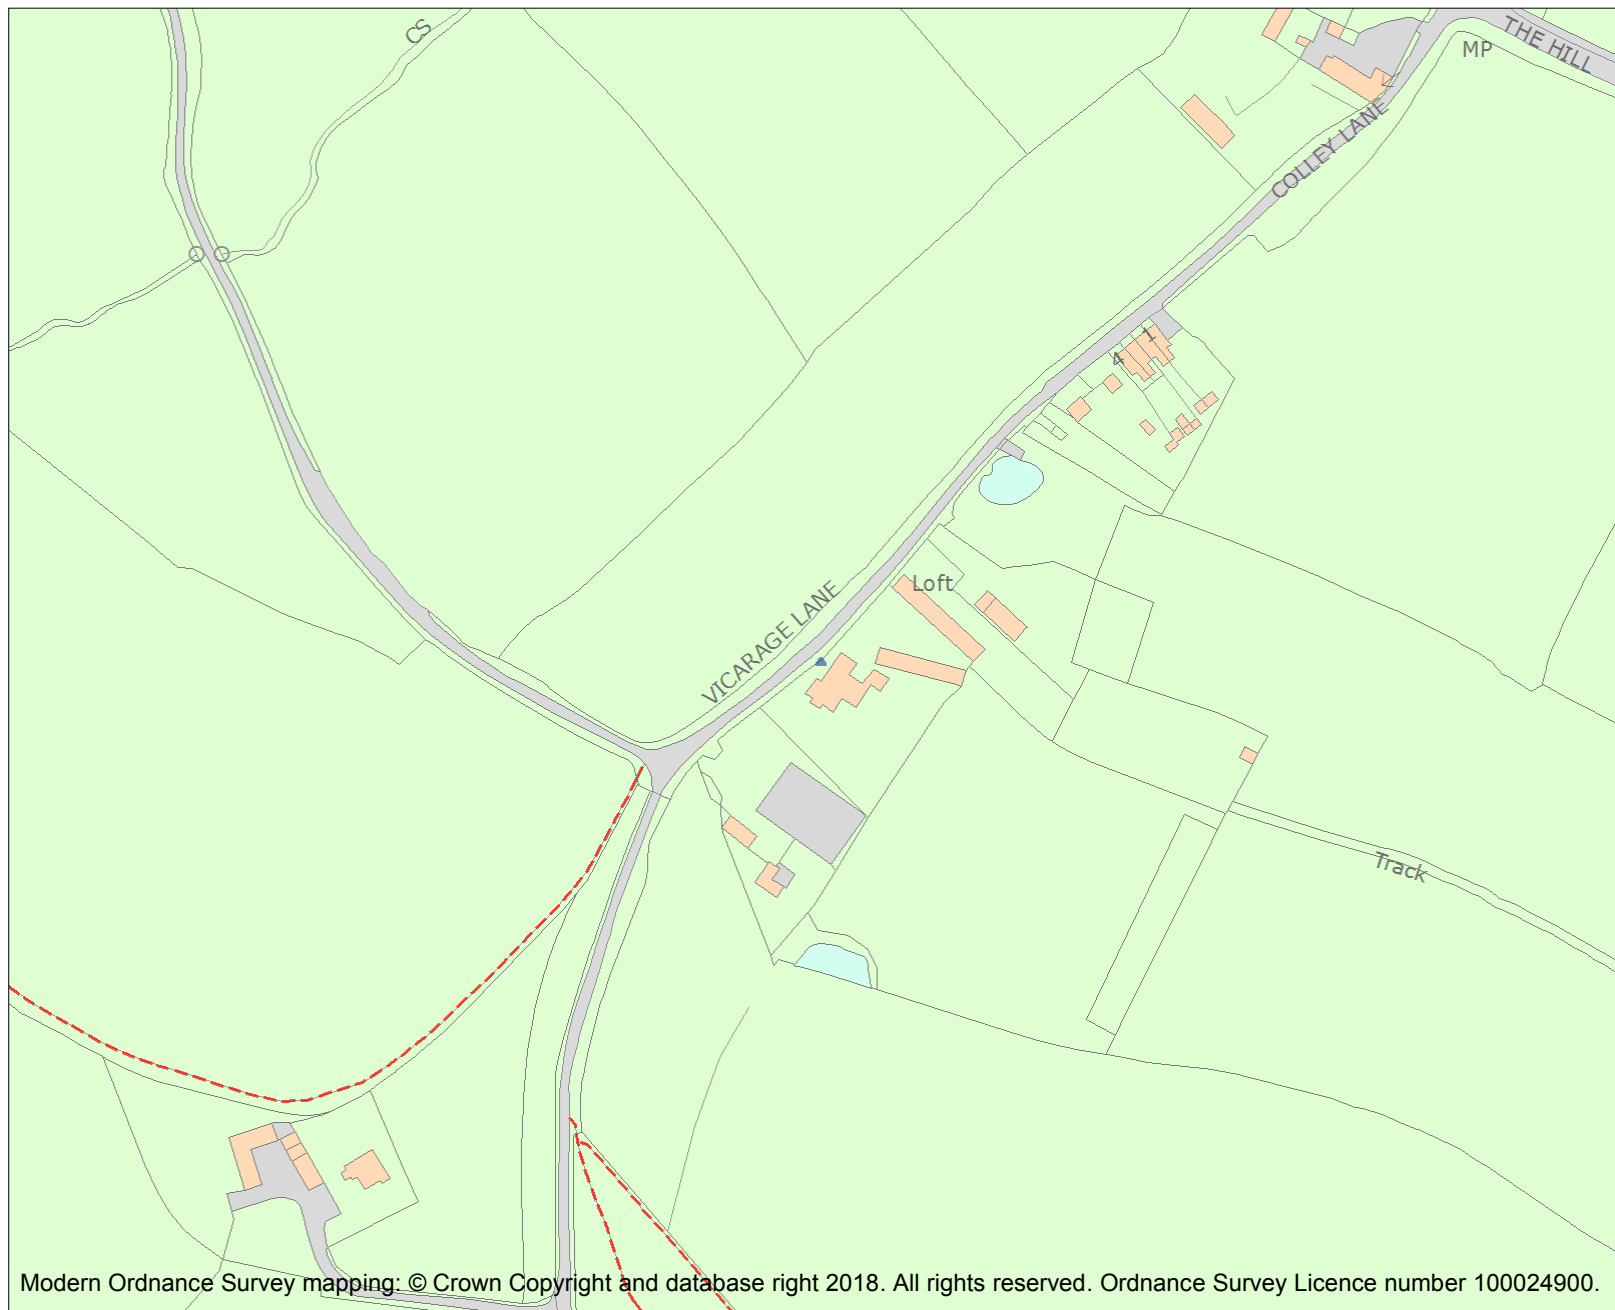 CS
THE HILL
MP
COLLEY LANE
1
4
Loft
VICARAGE LANE
Track
Modern Ordnance Survey mapping: © Crown Copyright and database right 2018. All rights reserved. Ordnance Survey Licence number 100024900.